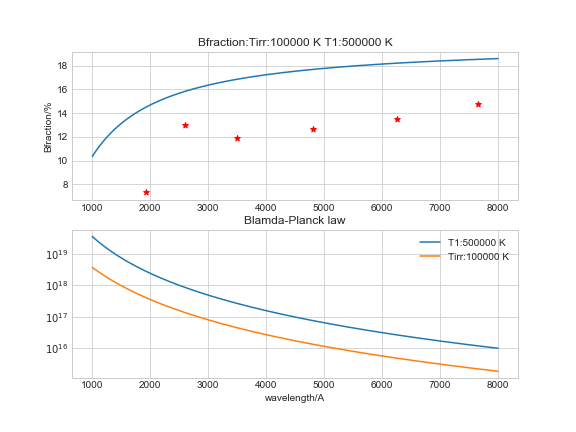 Bfraction:Tirr:100000 K T1:500000 K
18
16
14
12
10
8
Bfraction/%
1000 2000 3000 4000 5000 6000 7000 8000
Blamda-Planck law
T1:500000 K
Tirr:100000 K
10^19
10^18
10^17
10^16
1000 2000 3000 4000 5000 6000 7000 8000
wavelength/A